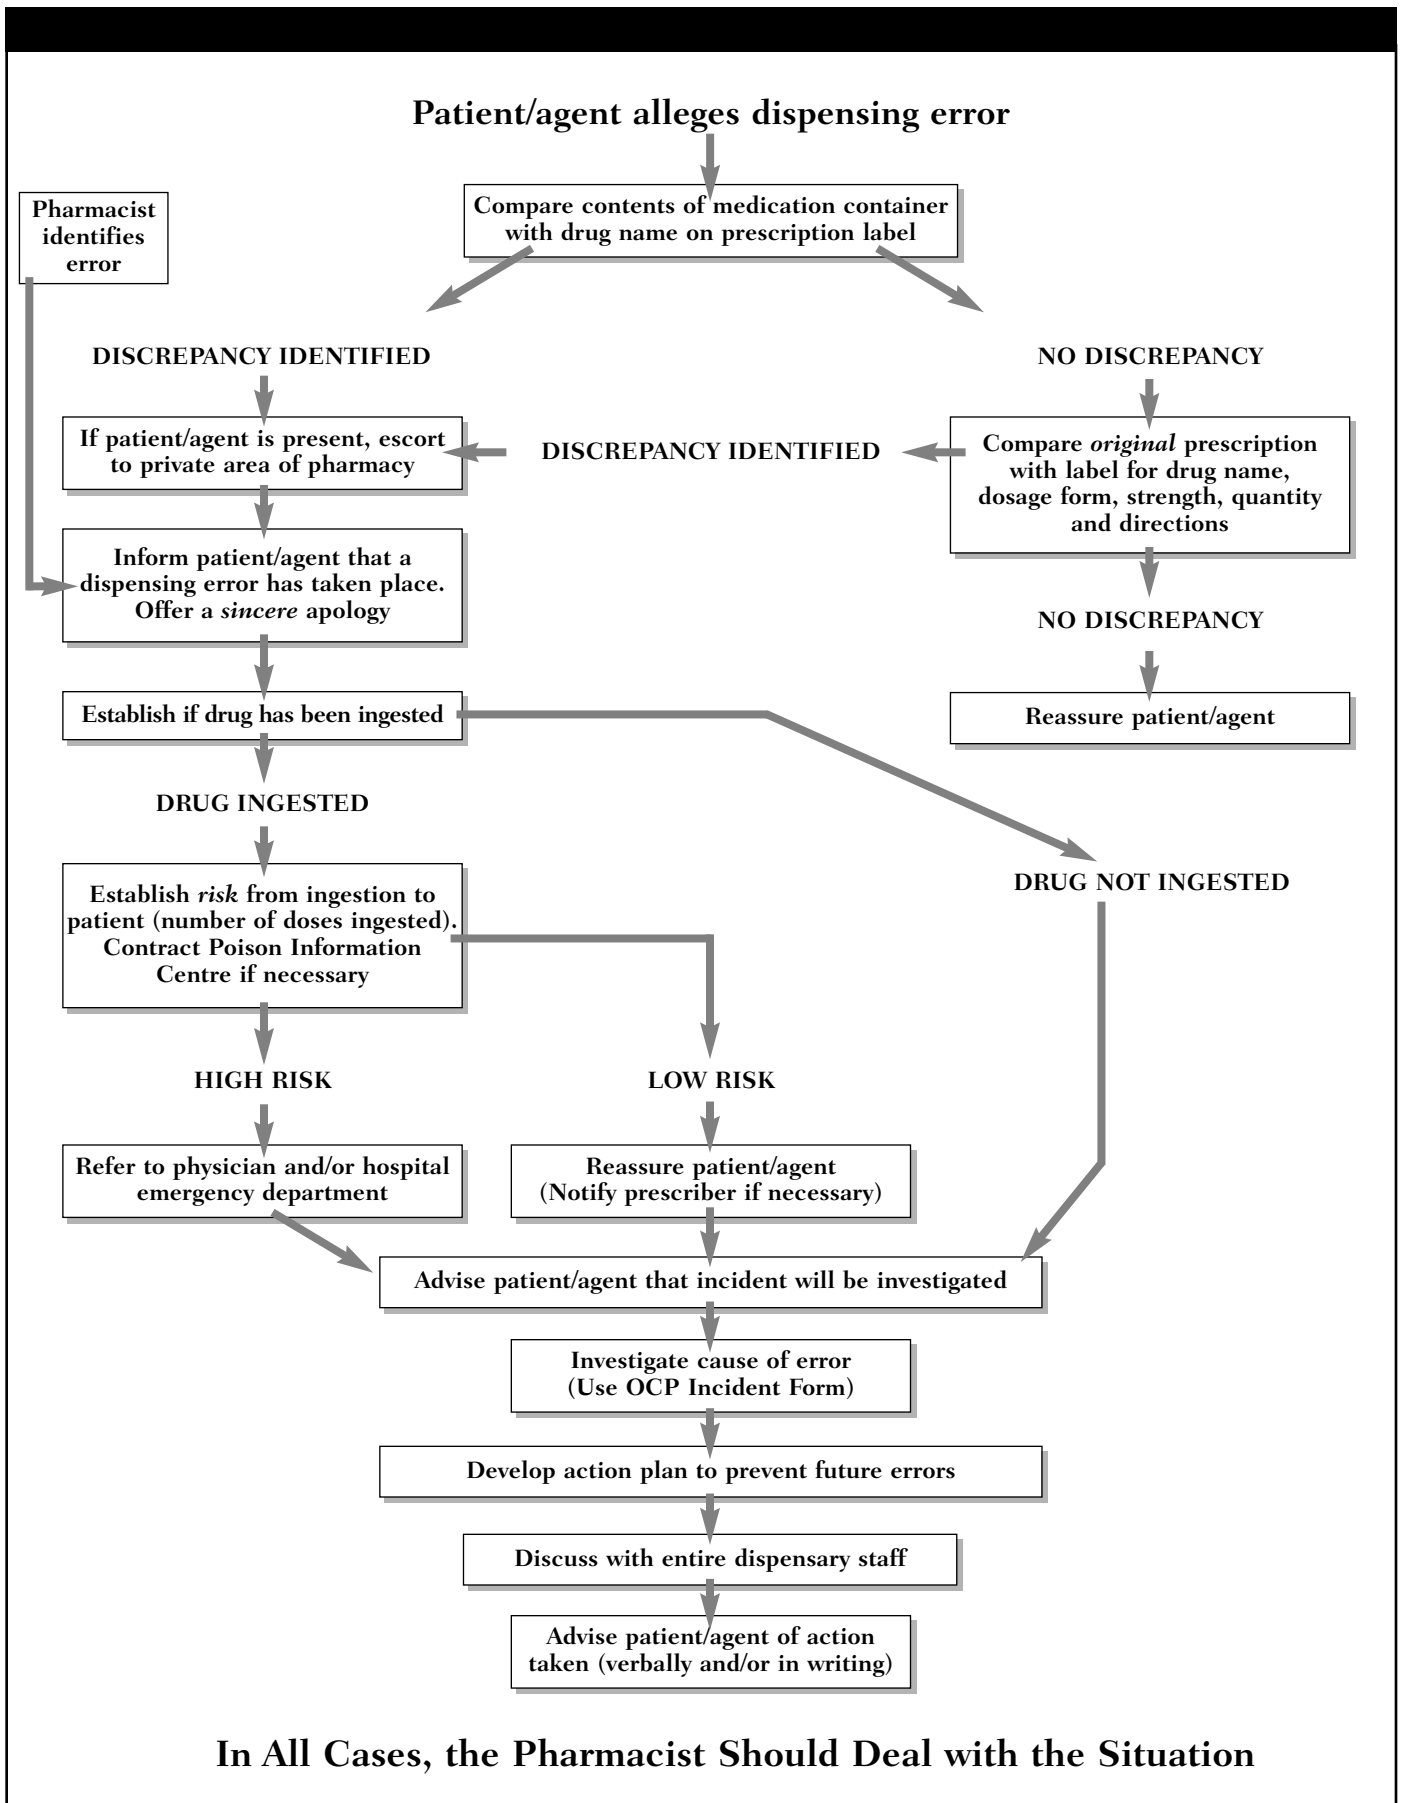 Patient/agent alleges dispensing error
Pharmacist
identifies
error
Compare contents of medication container
with drug name on prescription label
DISCREPANCY IDENTIFIED
NO DISCREPANCY
If patient/agent is present, escort
to private area of pharmacy
DISCREPANCY IDENTIFIED
Compare original prescription
with label for drug name,
dosage form, strength, quantity
and directions
Inform patient/agent that a
dispensing error has taken place.
Offer a sincere apology
NO DISCREPANCY
Establish if drug has been ingested
Reassure patient/agent
DRUG INGESTED
DRUG NOT INGESTED
Establish risk from ingestion to
patient (number of doses ingested).
Contract Poison Information
Centre if necessary
HIGH RISK
LOW RISK
Refer to physician and/or hospital
emergency department
Reassure patient/agent
(Notify prescriber if necessary)
Advise patient/agent that incident will be investigated
Investigate cause of error
(Use OCP Incident Form)
Develop action plan to prevent future errors
Discuss with entire dispensary staff
Advise patient/agent of action
taken (verbally and/or in writing)
In All Cases, the Pharmacist Should Deal with the Situation